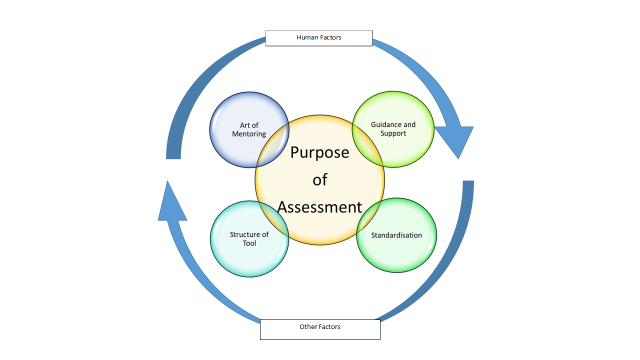 Human Factors
Art of
Mentoring
Guidance and
Support
Purpose
of
Assessment
Structure of
Tool
Standardisation
Other Factors